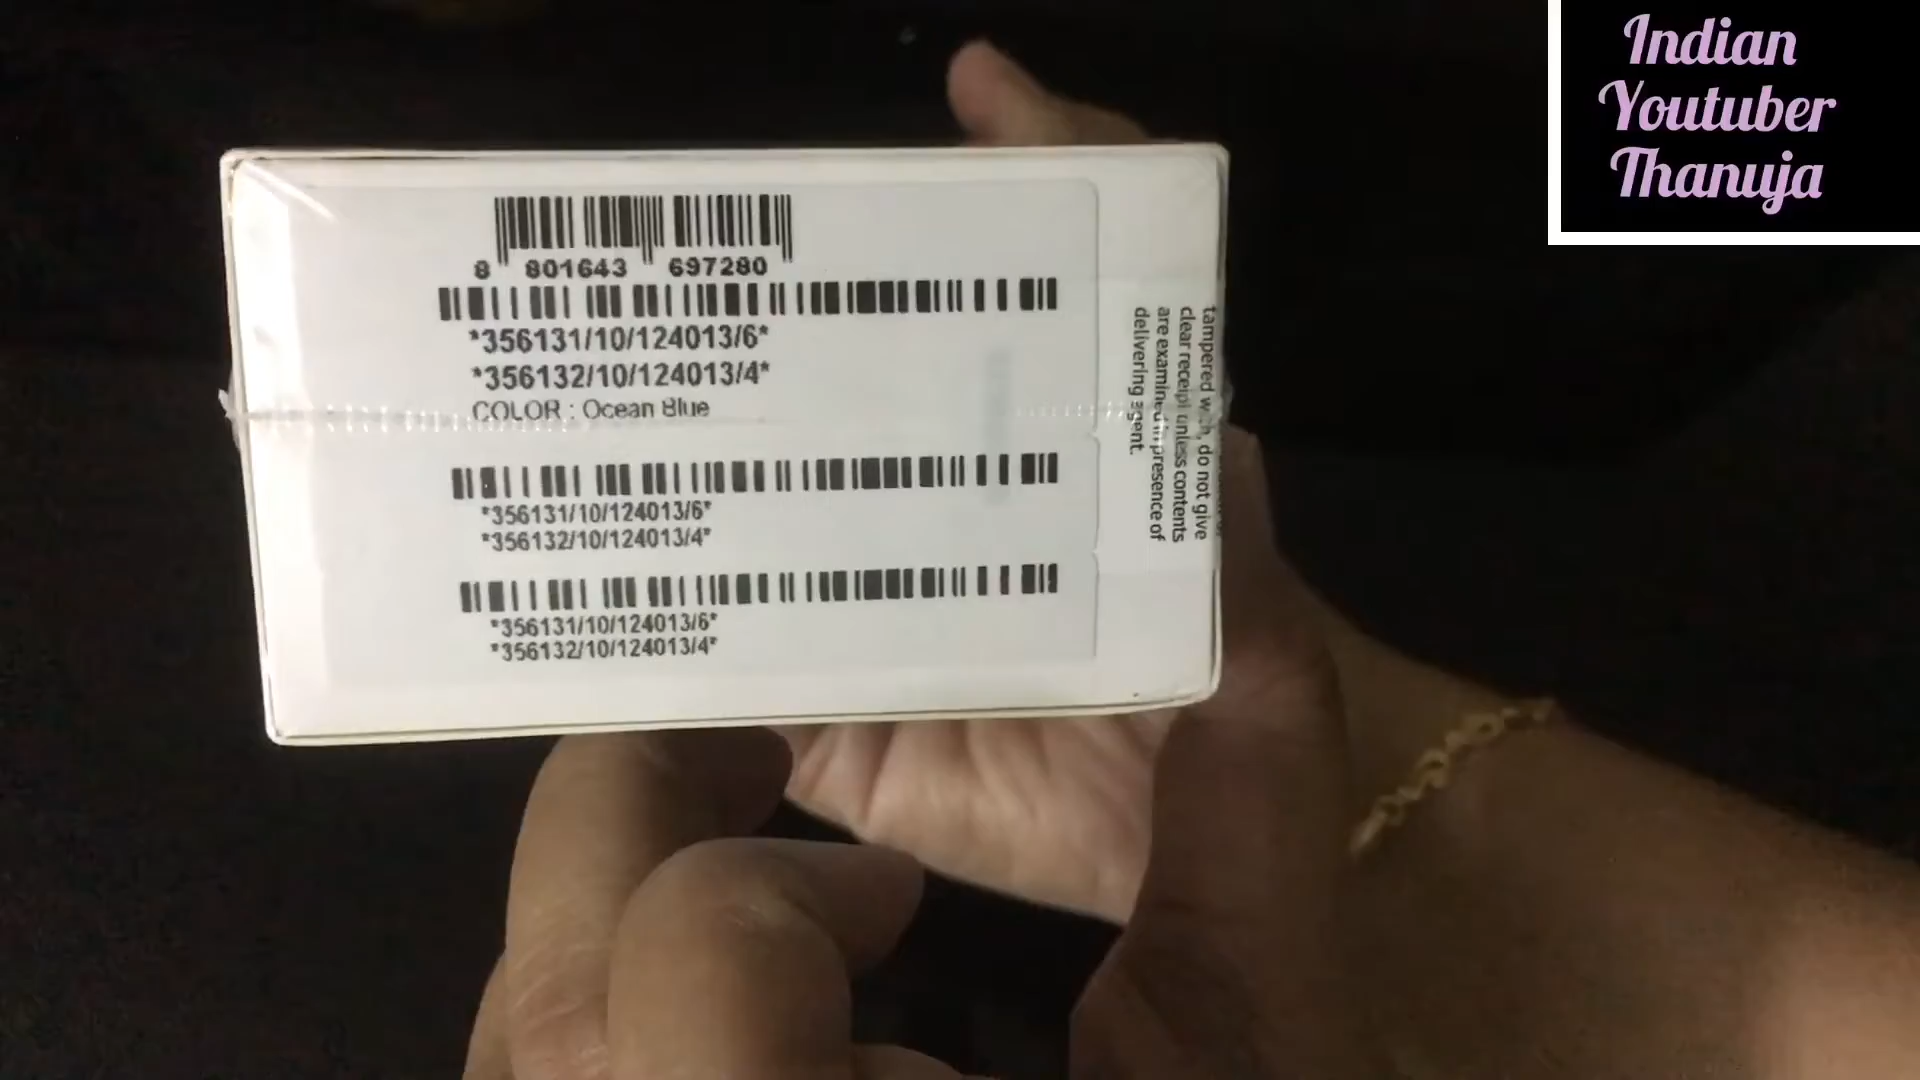 Indian
Youtuber
Thanuja
8 801643 697280
*356131/10/124013/6*
*356132/10/124013/4*
COLOR : Ocean Blue
*356131/10/124013/6*
*356132/10/124013/4*
*356131/10/124013/6*
*356132/10/124013/4*
tampered with, do not give
clear receipt unless contents
are examined in presence of
delivering agent.